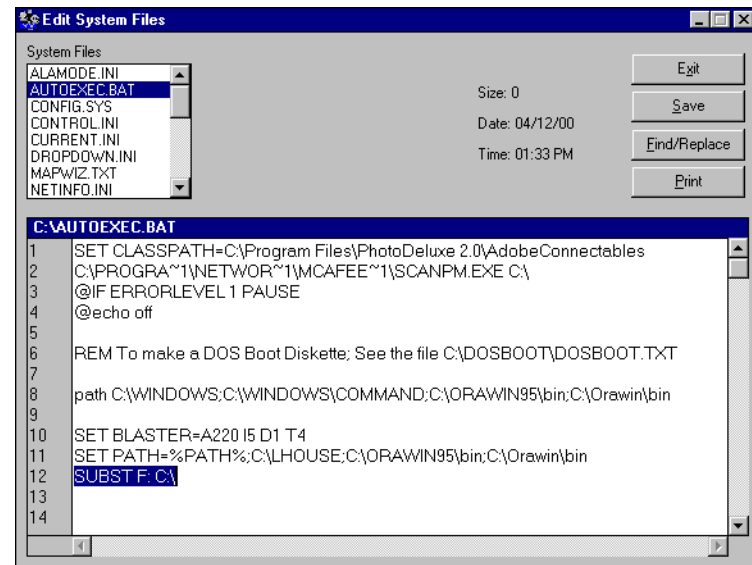 Edit System Files
System Files
ALAMODE.INI
AUTOEXEC.BAT
CONFIG.SYS
CONTROL.INI
CURRENT.INI
DROPDOWN.INI
MAPWIZ.TXT
NETINFO.INI
Size: 0
Date: 04/12/00
Time: 01:33 PM
Exit
Save
Find/Replace
Print
C:\AUTOEXEC.BAT
1 SET CLASSPATH=C:\Program Files\PhotoDeluxe 2.0\AdobeConnectables
2 C:\PROGRA~1\NETWOR~1\MCAFEE~1\SCANPM.EXE C:\
3 @IF ERRORLEVEL 1 PAUSE
4 @echo off
5
6 REM To make a DOS Boot Diskette; See the file C:\DOSBOOT\DOSBOOT.TXT
7
8 path C:\WINDOWS;C:\WINDOWS\COMMAND;C:\ORAWIN95\bin;C:\Orawin\bin
9
10 SET BLASTER=A220 I5 D1 T4
11 SET PATH=%PATH%;C:\LHOUSE;C:\ORAWIN95\bin;C:\Orawin\bin
12 SUBST F: C:\
13
14